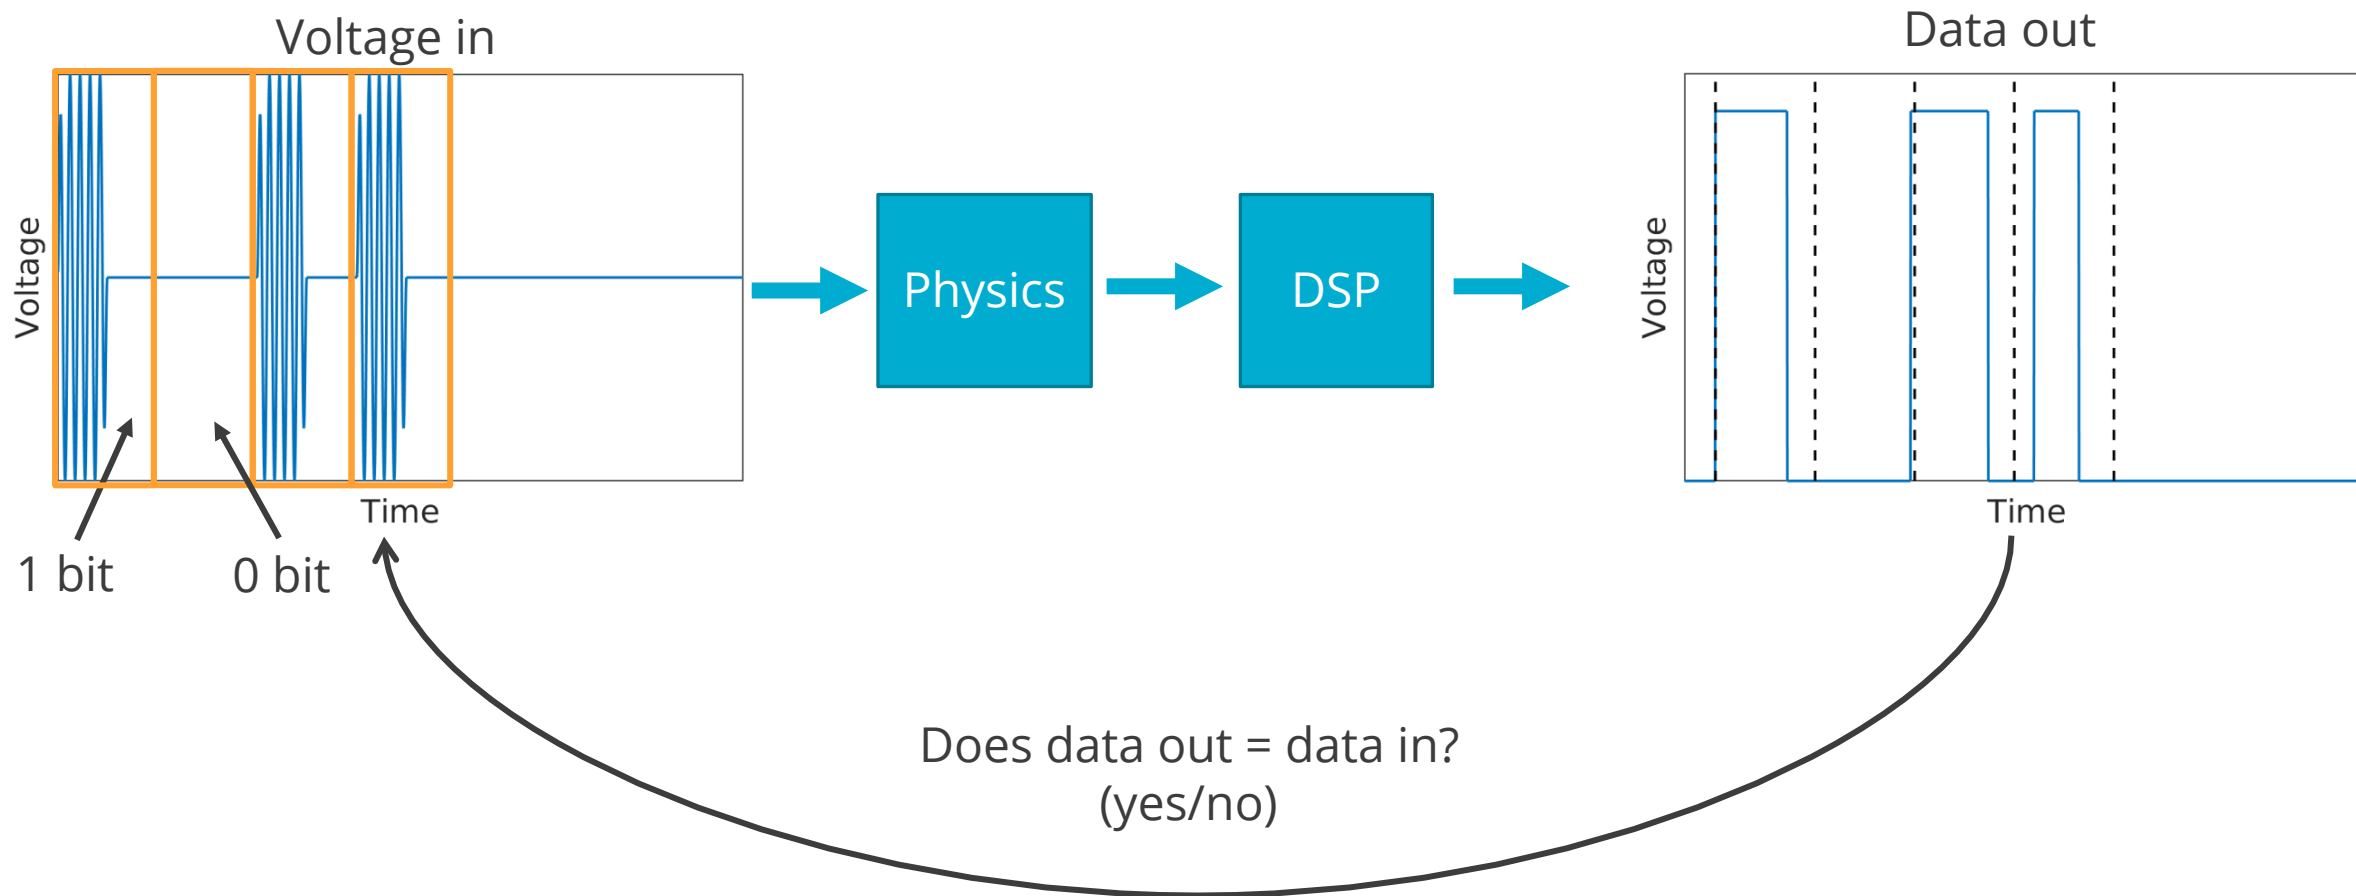 Voltage in
Voltage
Time
1 bit
0 bit
Physics
DSP
Data out
Voltage
Time
Does data out = data in?
(yes/no)